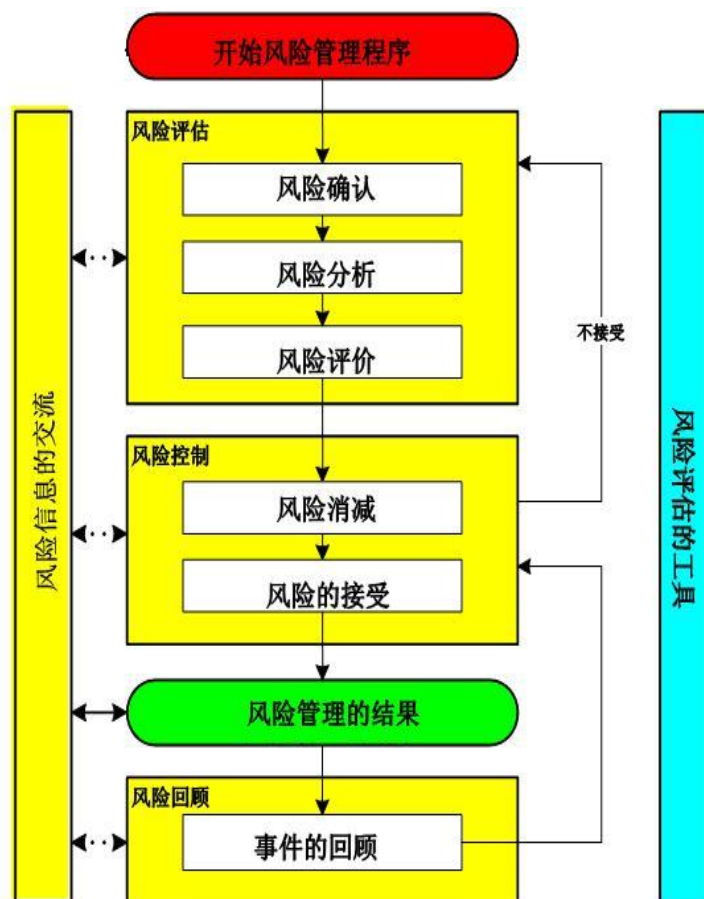 开始风险管理程序
风险评估
风险确认
风险分析
风险评价
不接受
风险控制
风险消减
风险的接受
风险管理的结果
风险回顾
事件的回顾
风险信息的交流
风险评估的工具